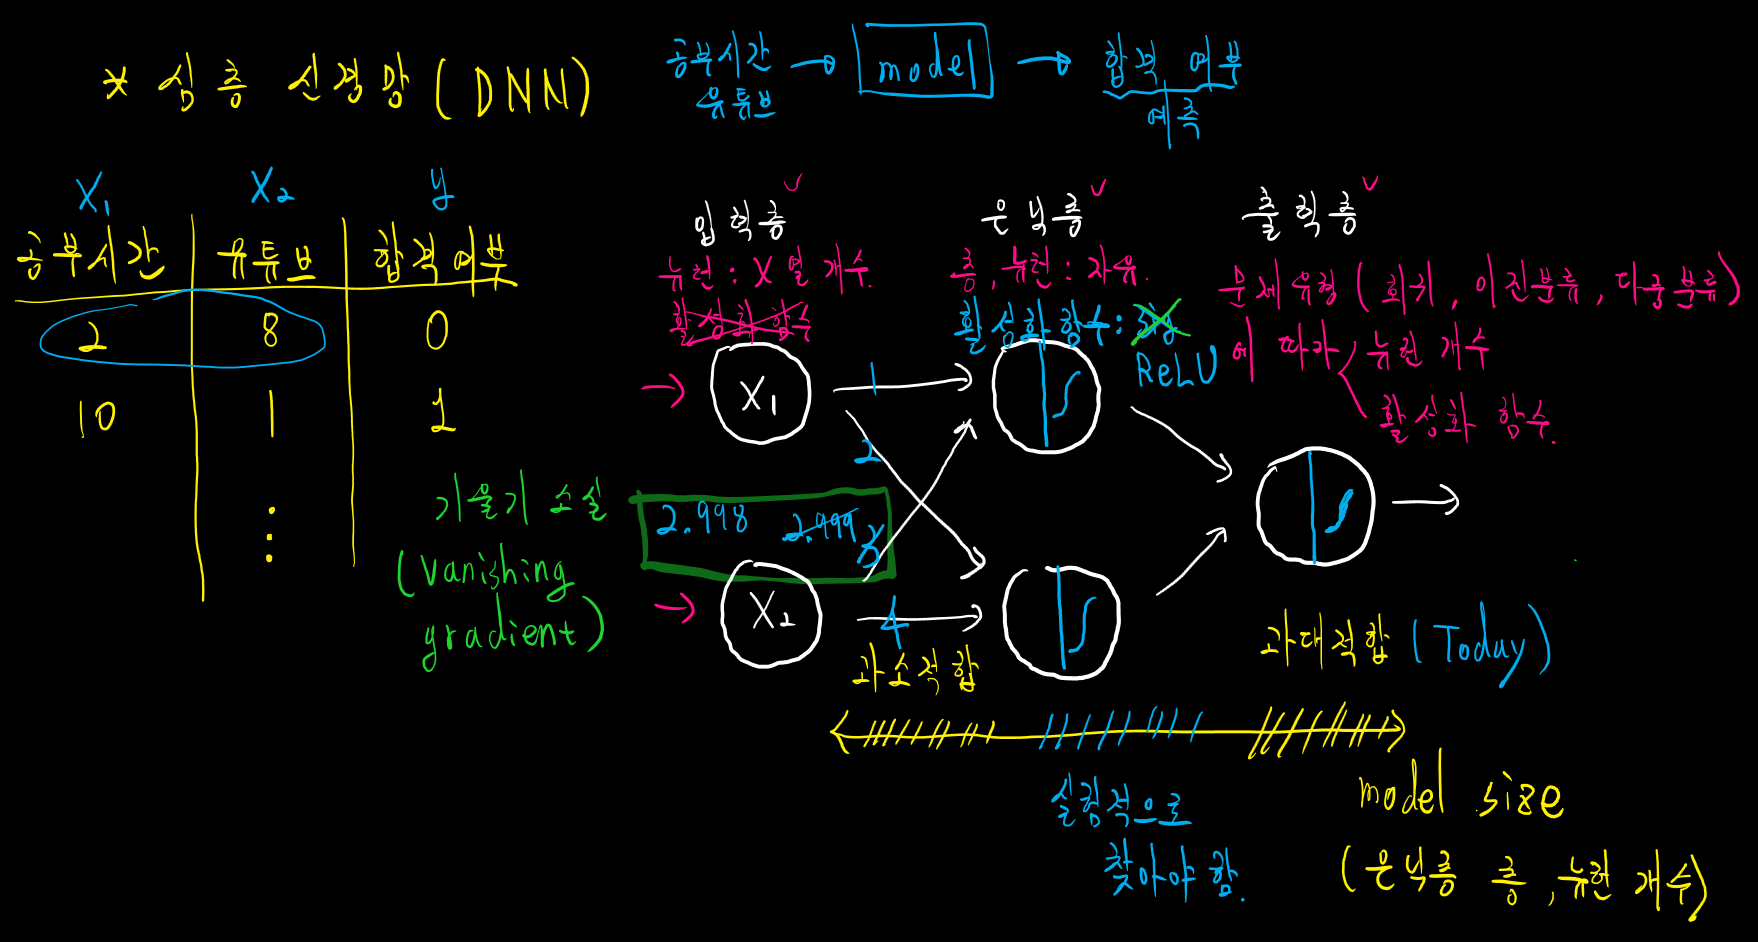 * 심층 신경망 (DNN)
공부시간 → model → 합격 여부
유튜브
예측
X₁ X₂ y
공부시간 유튜브 합격여부
2 8 0
10 1 1
⋮
입력층 ✓
뉴런 : X 열 개수.
활성화 함수
은닉층 ✓
층, 뉴런 : 자유.
활성화 함수 : Sig
ReLU
출력층 ✓
문제유형 (회귀, 이진분류, 다중분류)
에 따라 뉴런 개수
활성화 함수.
X₁
1
2
기울기 소실
(Vanishing
gradient)
2.998 2.999 3
X₂
4
과소적합
과대적합 (Today)
실험적으로
찾아야 함.
model size
(은닉층 층, 뉴런 개수)